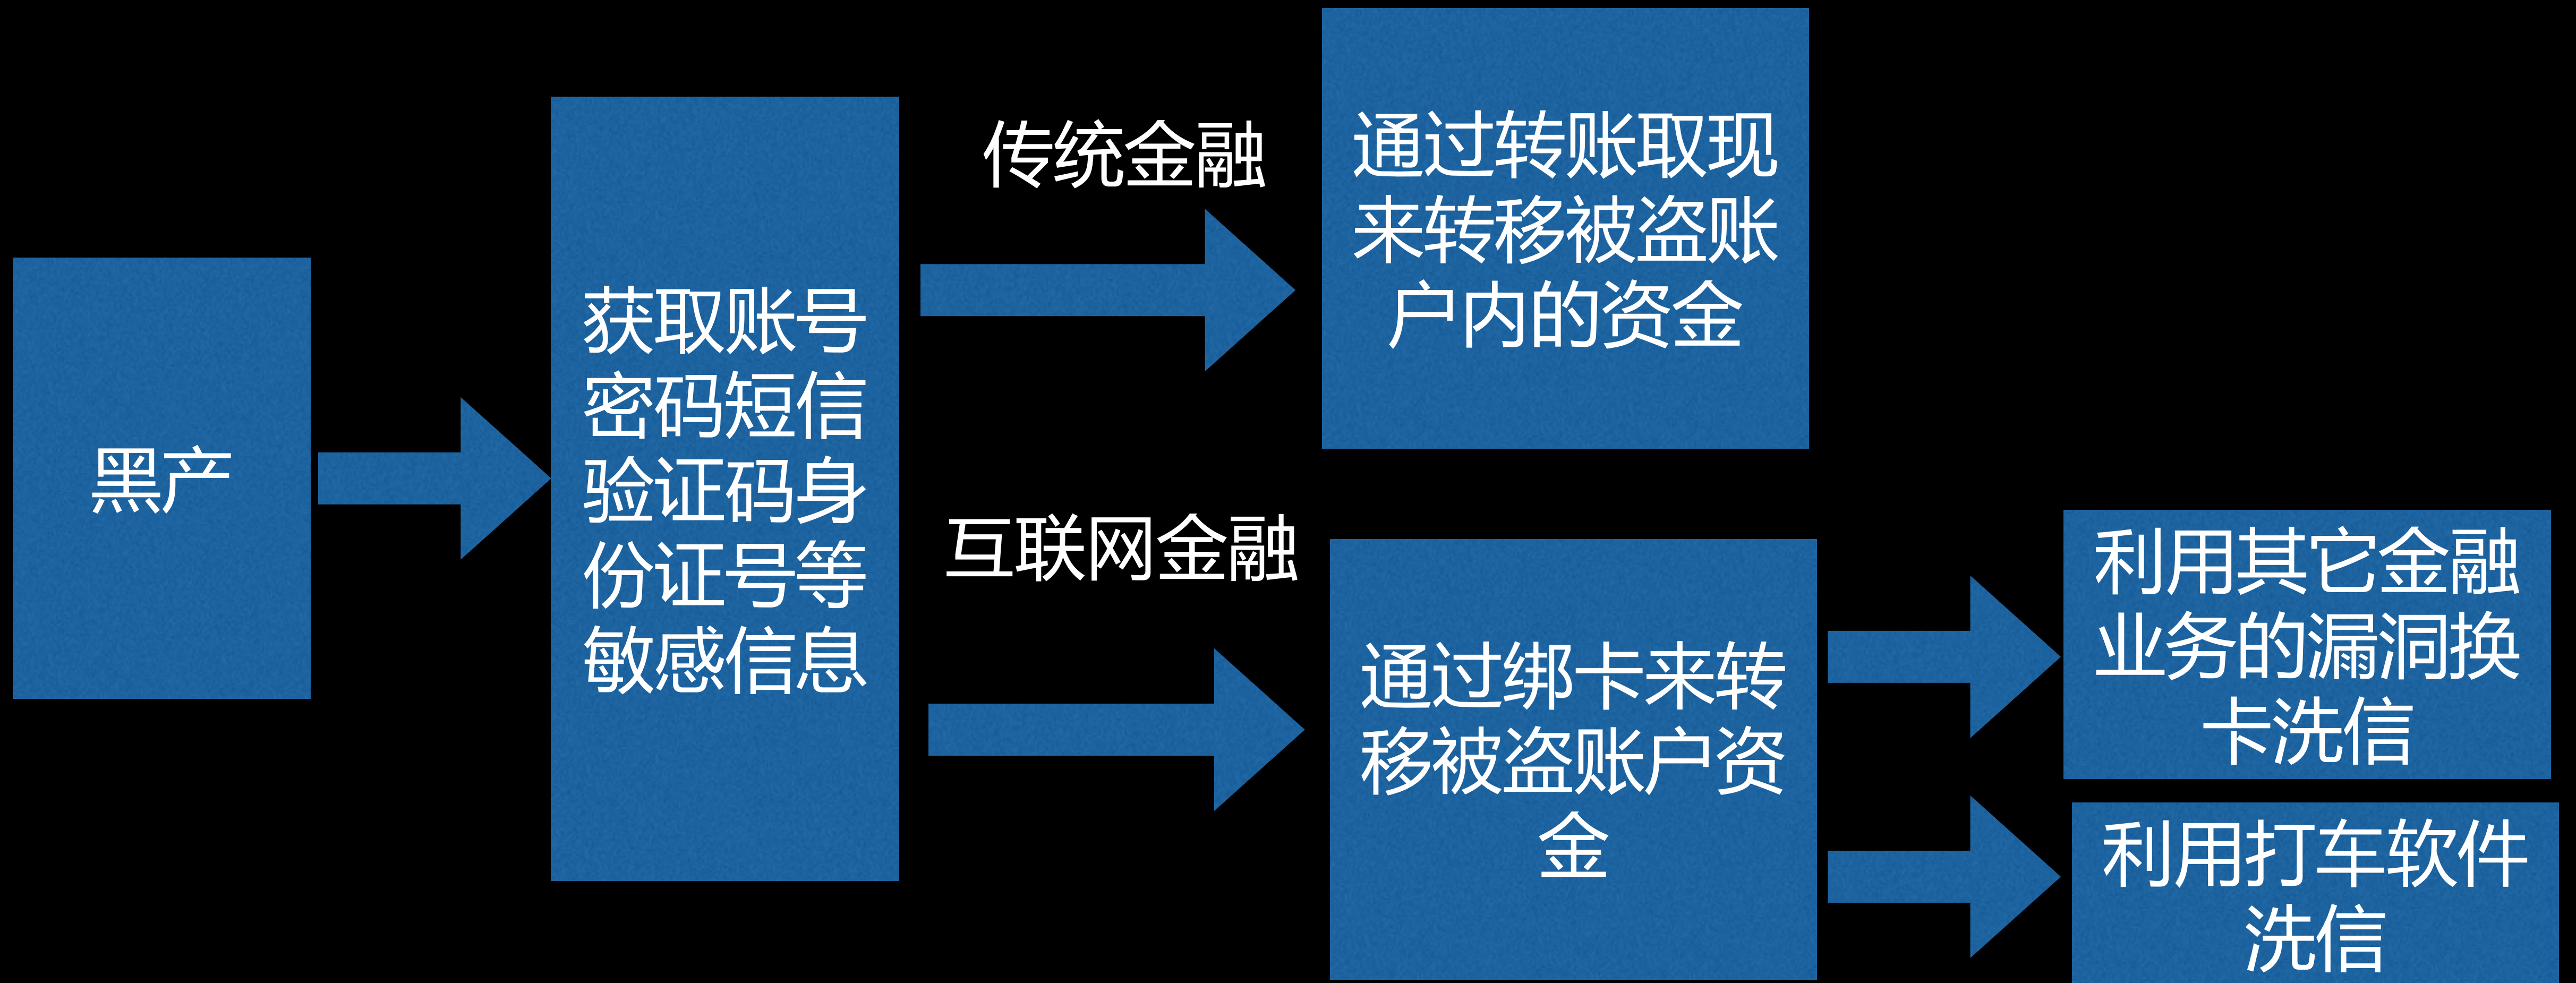 黑产
获取账号
密码短信
验证码身
份证号等
敏感信息
传统金融
通过转账取现
来转移被盗账
户内的资金
互联网金融
通过绑卡来转
移被盗账户资
金
利用其它金融
业务的漏洞换
卡洗信
利用打车软件
洗信